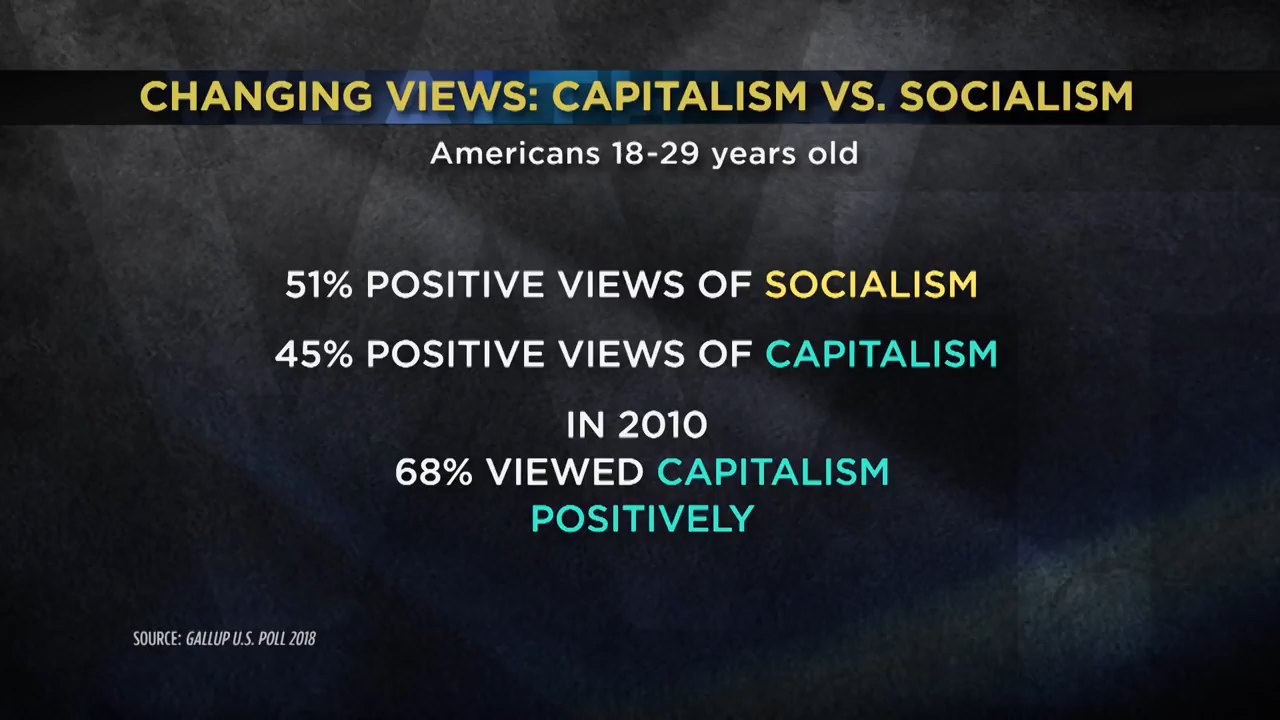 CHANGING VIEWS: CAPITALISM VS. SOCIALISM
Americans 18-29 years old
51% POSITIVE VIEWS OF SOCIALISM
45% POSITIVE VIEWS OF CAPITALISM
IN 2010
68% VIEWED CAPITALISM
POSITIVELY
SOURCE: GALLUP U.S. POLL 2018